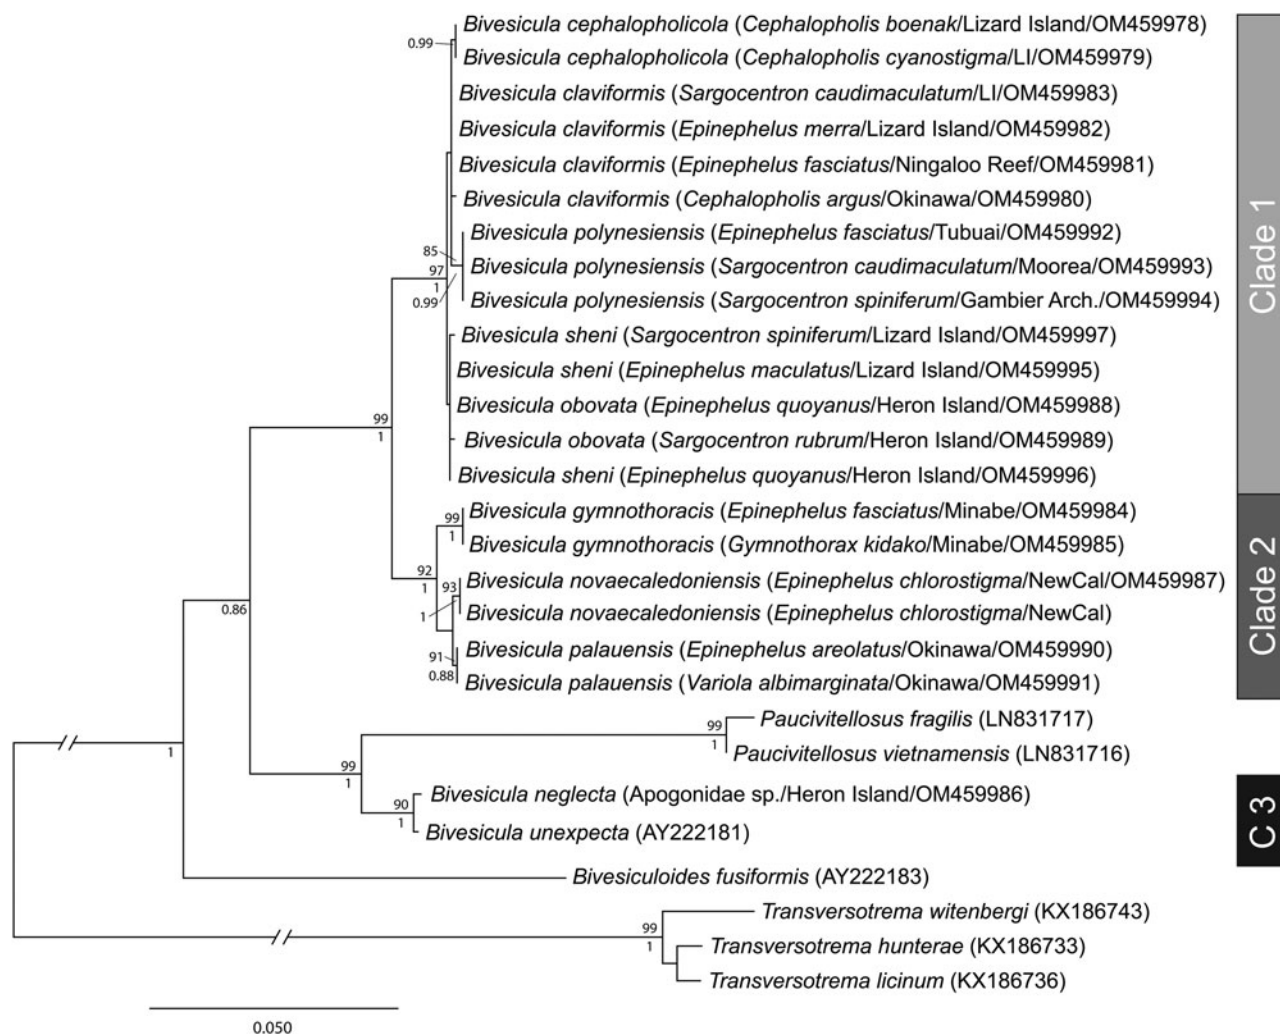 Bivesicula cephalopholicola (Cephalopholis boenak/Lizard Island/OM459978)
0.99
Bivesicula cephalopholicola (Cephalopholis cyanostigma/LI/OM459979)
Bivesicula claviformis (Sargocentron caudimaculatum/LI/OM459983)
Bivesicula claviformis (Epinephelus merra/Lizard Island/OM459982)
Bivesicula claviformis (Epinephelus fasciatus/Ningaloo Reef/OM459981)
Bivesicula claviformis (Cephalopholis argus/Okinawa/OM459980)
Bivesicula polynesiensis (Epinephelus fasciatus/Tubuai/OM459992)
85
Bivesicula polynesiensis (Sargocentron caudimaculatum/Moorea/OM459993)
97
1
0.99
Bivesicula polynesiensis (Sargocentron spiniferum/Gambier Arch./OM459994)
Bivesicula sheni (Sargocentron spiniferum/Lizard Island/OM459997)
Bivesicula sheni (Epinephelus maculatus/Lizard Island/OM459995)
Bivesicula obovata (Epinephelus quoyanus/Heron Island/OM459988)
99
1
Bivesicula obovata (Sargocentron rubrum/Heron Island/OM459989)
Bivesicula sheni (Epinephelus quoyanus/Heron Island/OM459996)
Clade 1
Bivesicula gymnothoracis (Epinephelus fasciatus/Minabe/OM459984)
99
1
Bivesicula gymnothoracis (Gymnothorax kidako/Minabe/OM459985)
92
1
Bivesicula novaecaledoniensis (Epinephelus chlorostigma/NewCal/OM459987)
93
1
Bivesicula novaecaledoniensis (Epinephelus chlorostigma/NewCal)
0.86
Bivesicula palauensis (Epinephelus areolatus/Okinawa/OM459990)
91
0.88
Bivesicula palauensis (Variola albimarginata/Okinawa/OM459991)
Clade 2
Paucivitellosus fragilis (LN831717)
99
1
Paucivitellosus vietnamensis (LN831716)
1
99
1
Bivesicula neglecta (Apogonidae sp./Heron Island/OM459986)
90
1
Bivesicula unexpecta (AY222181)
C 3
Bivesiculoides fusiformis (AY222183)
Transversotrema witenbergi (KX186743)
99
1
Transversotrema hunterae (KX186733)
Transversotrema licinum (KX186736)
0.050